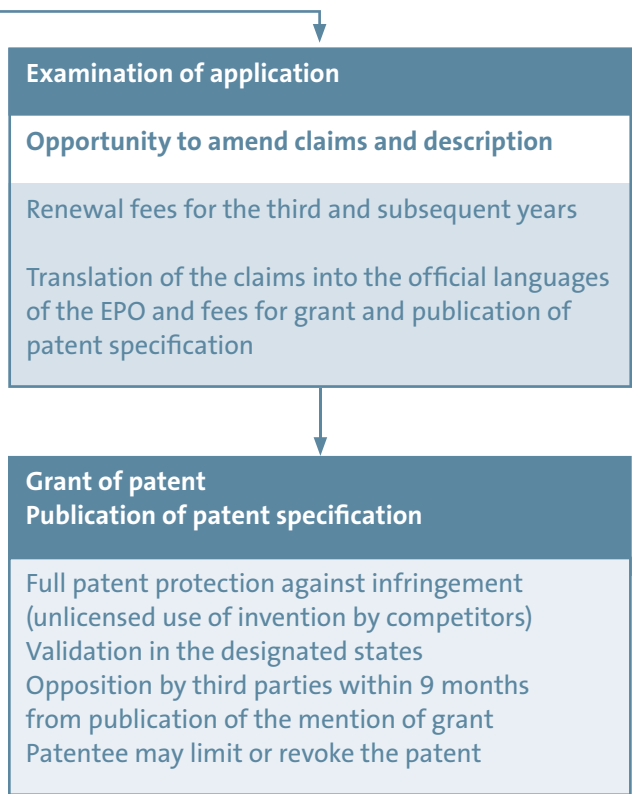 Examination of application
Opportunity to amend claims and description
Renewal fees for the third and subsequent years
Translation of the claims into the official languages
of the EPO and fees for grant and publication of
patent specification
Grant of patent
Publication of patent specification
Full patent protection against infringement
(unlicensed use of invention by competitors)
Validation in the designated states
Opposition by third parties within 9 months
from publication of the mention of grant
Patentee may limit or revoke the patent